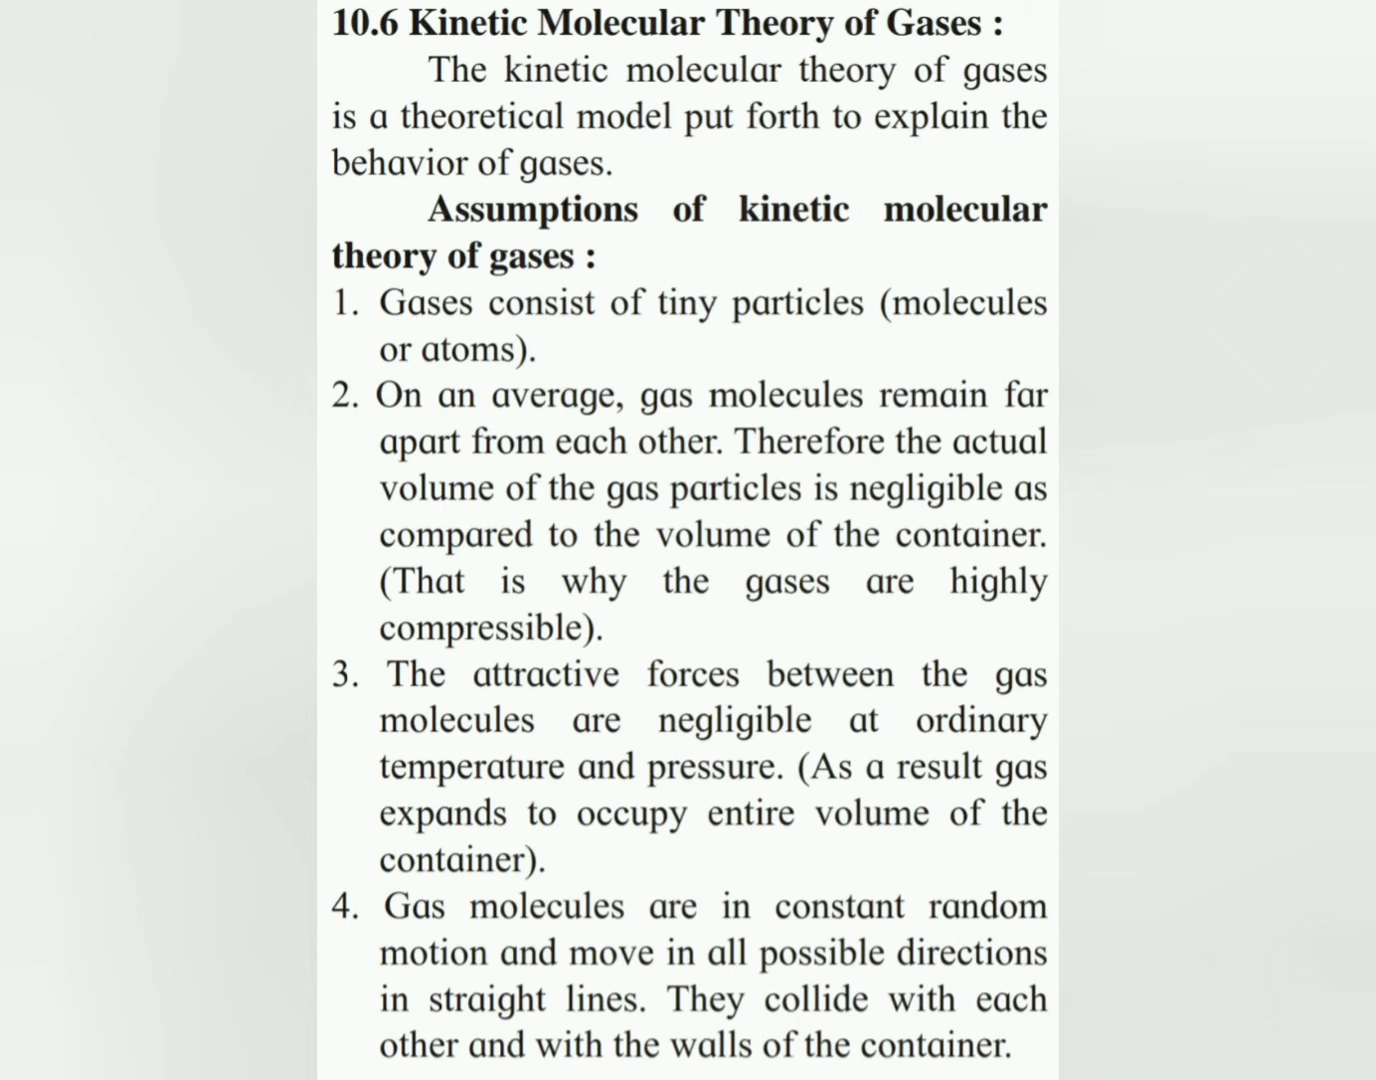 10.6 Kinetic Molecular Theory of Gases :
The kinetic molecular theory of gases
is a theoretical model put forth to explain the
behavior of gases.
Assumptions of kinetic molecular
theory of gases :
1. Gases consist of tiny particles (molecules
or atoms).
2. On an average, gas molecules remain far
apart from each other. Therefore the actual
volume of the gas particles is negligible as
compared to the volume of the container.
(That is why the gases are highly
compressible).
3. The attractive forces between the gas
molecules are negligible at ordinary
temperature and pressure. (As a result gas
expands to occupy entire volume of the
container).
4. Gas molecules are in constant random
motion and move in all possible directions
in straight lines. They collide with each
other and with the walls of the container.